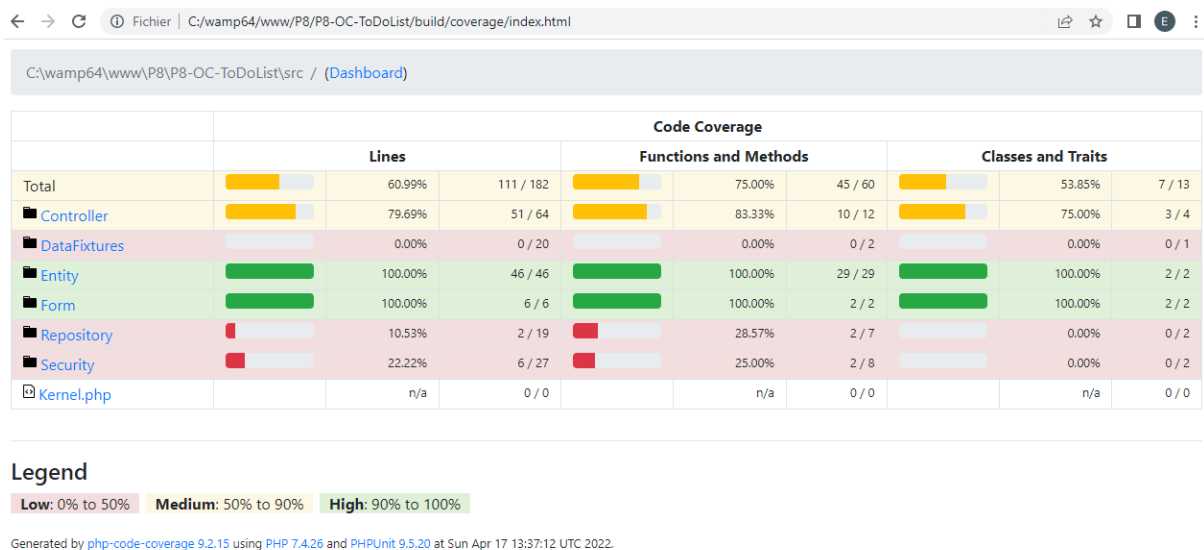 Fichier | C:/wamp64/www/P8/P8-OC-ToDoList/build/coverage/index.html E
C:\wamp64\www\P8\P8-OC-ToDoList\src / (Dashboard)
Code Coverage
Lines Functions and Methods Classes and Traits
Total 60.99% 111 / 182 75.00% 45 / 60 53.85% 7 / 13
Controller 79.69% 51 / 64 83.33% 10 / 12 75.00% 3 / 4
DataFixtures 0.00% 0 / 20 0.00% 0 / 2 0.00% 0 / 1
Entity 100.00% 46 / 46 100.00% 29 / 29 100.00% 2 / 2
Form 100.00% 6 / 6 100.00% 2 / 2 100.00% 2 / 2
Repository 10.53% 2 / 19 28.57% 2 / 7 0.00% 0 / 2
Security 22.22% 6 / 27 25.00% 2 / 8 0.00% 0 / 2
Kernel.php n/a 0 / 0 n/a 0 / 0 n/a 0 / 0
Legend
Low: 0% to 50% Medium: 50% to 90% High: 90% to 100%
Generated by php-code-coverage 9.2.15 using PHP 7.4.26 and PHPUnit 9.5.20 at Sun Apr 17 13:37:12 UTC 2022.